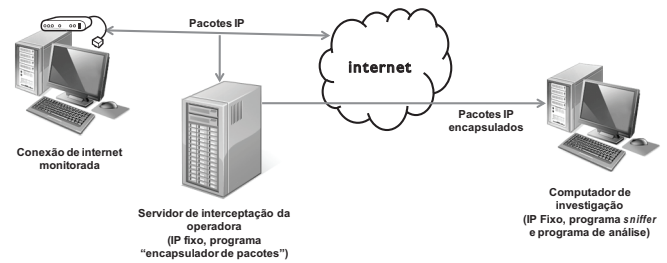 Pacotes IP
internet
Pacotes IP
encapsulados
Conexão de internet
monitorada
Servidor de interceptação da
operadora
(IP fixo, programa
“encapsulador de pacotes”)
Computador de
investigação
(IP Fixo, programa sniffer
e programa de análise)